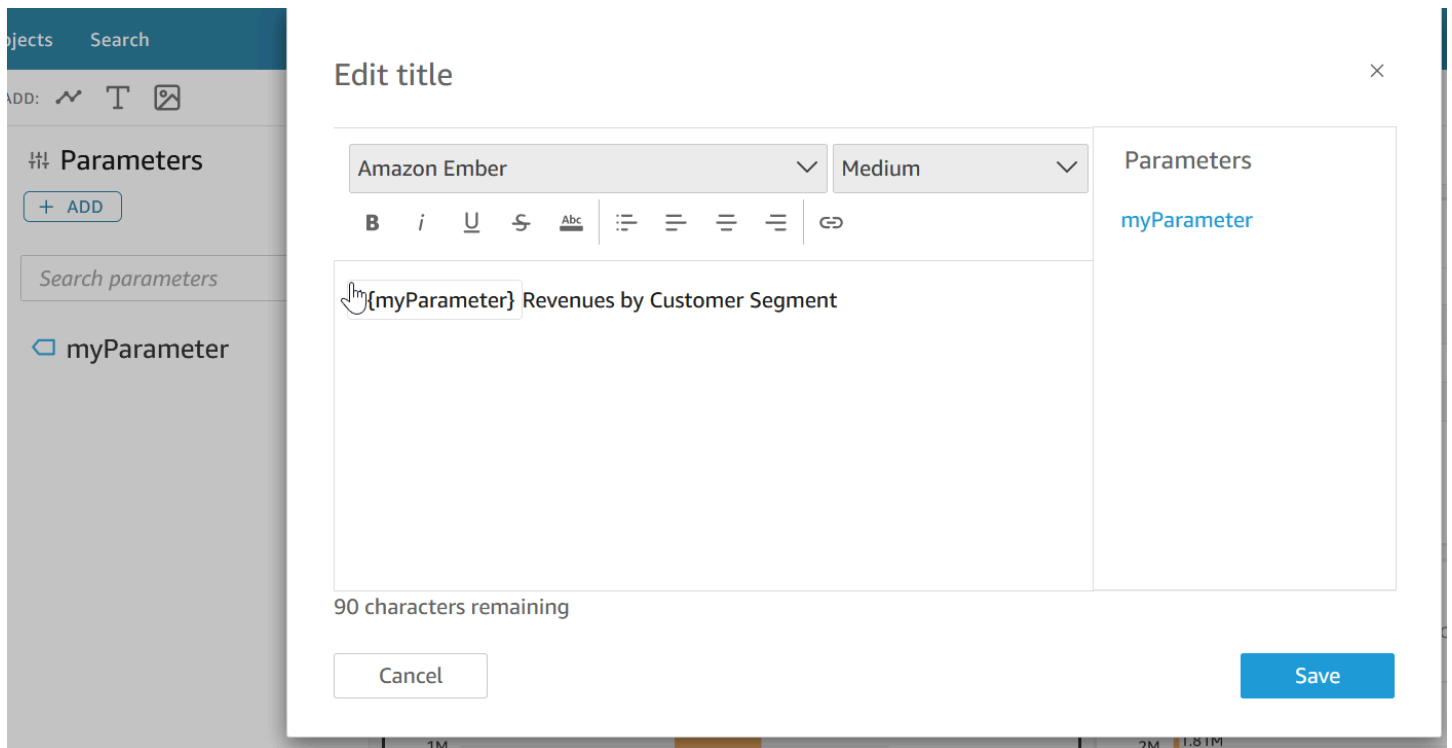 ojects Search
ADD:
Parameters
+ ADD
Search parameters
myParameter
Edit title
Amazon Ember Medium
B i U S Abc
{myParameter} Revenues by Customer Segment
Parameters
myParameter
90 characters remaining
Cancel Save
1M 2M 1.81M